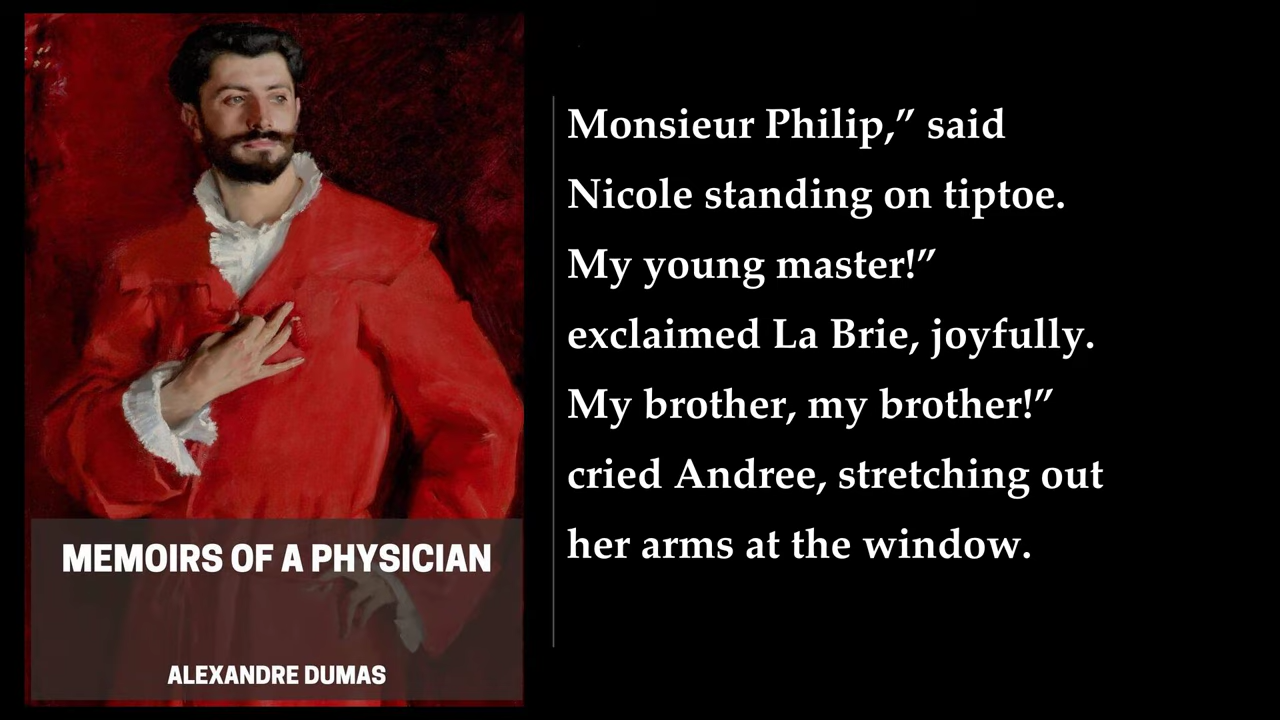 MEMOIRS OF A PHYSICIAN
ALEXANDRE DUMAS
Monsieur Philip,” said
Nicole standing on tiptoe.
My young master!”
exclaimed La Brie, joyfully.
My brother, my brother!”
cried Andree, stretching out
her arms at the window.